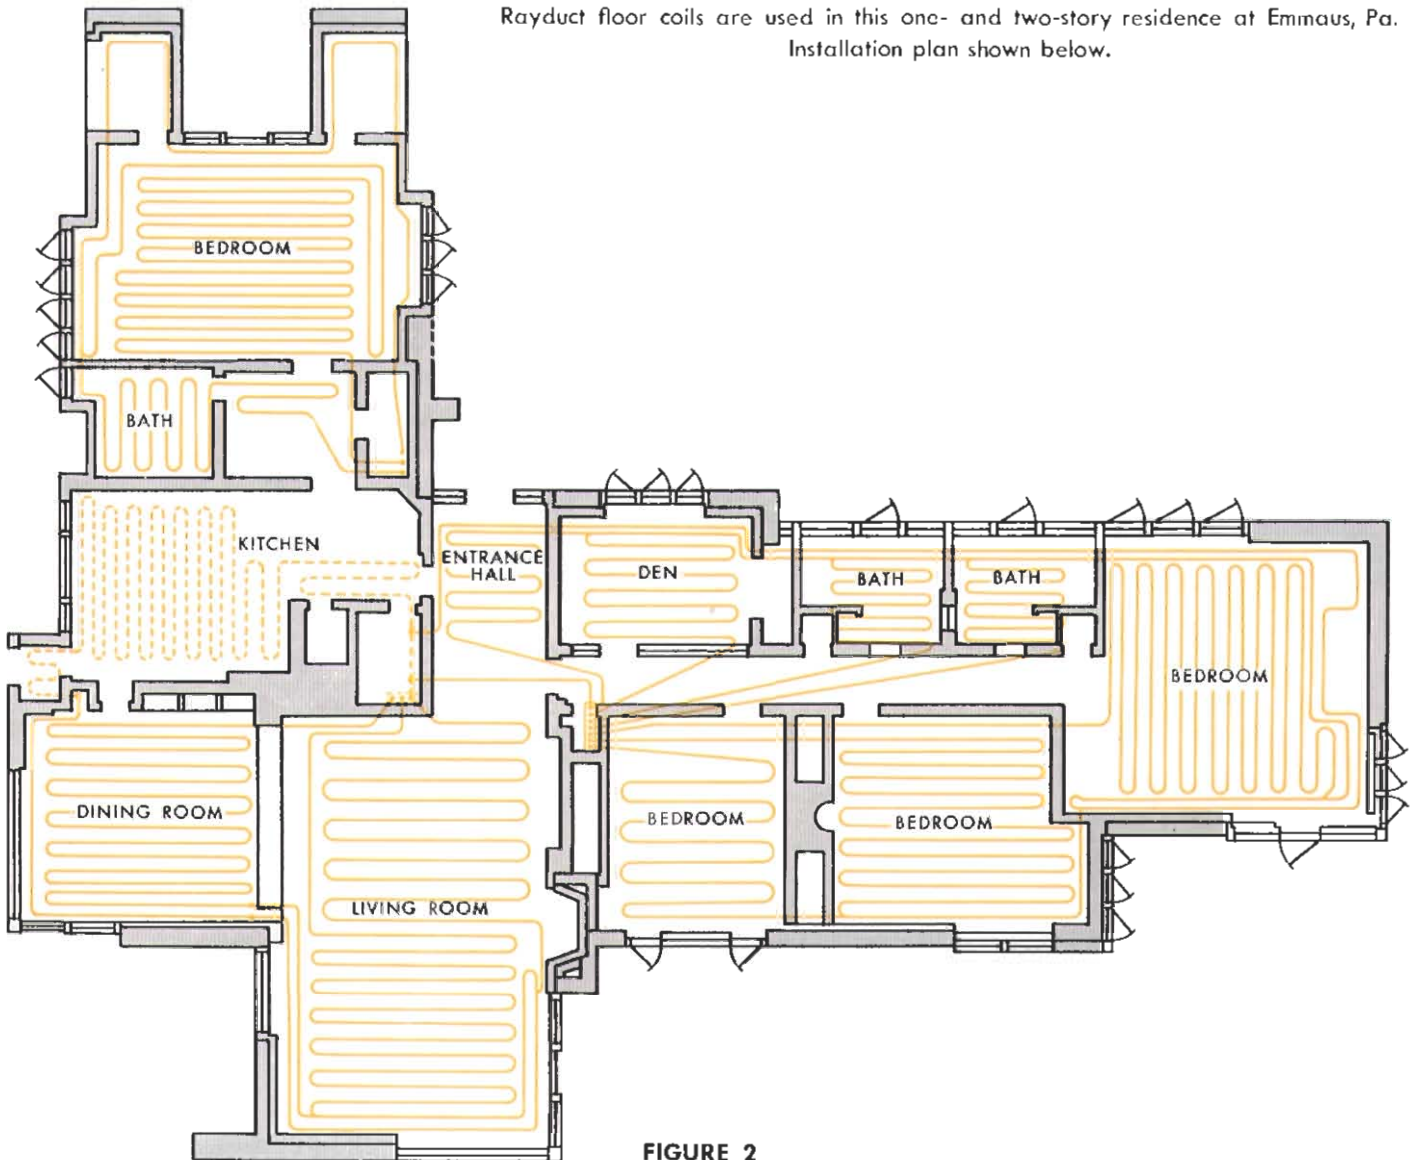 Rayduct floor coils are used in this one- and two-story residence at Emmaus, Pa.
Installation plan shown below.
BEDROOM
BATH
KITCHEN
ENTRANCE
HALL
DEN
BATH
BATH
BEDROOM
DINING ROOM
LIVING ROOM
BEDROOM
BEDROOM
FIGURE 2